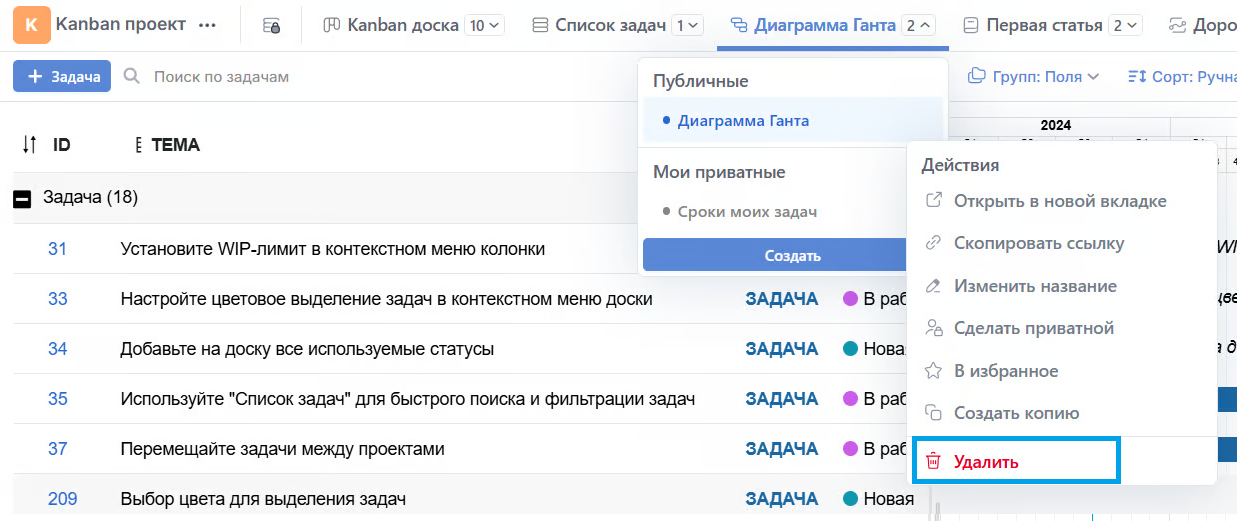 К Kanban проект ••• Kanban доска 10 Список задач 1 Диаграмма Ганта 2 Первая статья 2 Доро
+ Задача Поиск по задачам Групп: Поля Сорт: Ручна
Публичные
Диаграмма Ганта
Мои приватные
Сроки моих задач
Создать
2024
Действия
Открыть в новой вкладке
Скопировать ссылку
Изменить название
Сделать приватной
В избранное
Создать копию
Удалить
ID ТЕМА
Задача (18)
31 Установите WIP-лимит в контекстном меню колонки
33 Настройте цветовое выделение задач в контекстном меню доски ЗАДАЧА В раб
34 Добавьте на доску все используемые статусы ЗАДАЧА Нова
35 Используйте "Список задач" для быстрого поиска и фильтрации задач ЗАДАЧА В раб
37 Перемещайте задачи между проектами ЗАДАЧА В раб
209 Выбор цвета для выделения задач ЗАДАЧА Новая